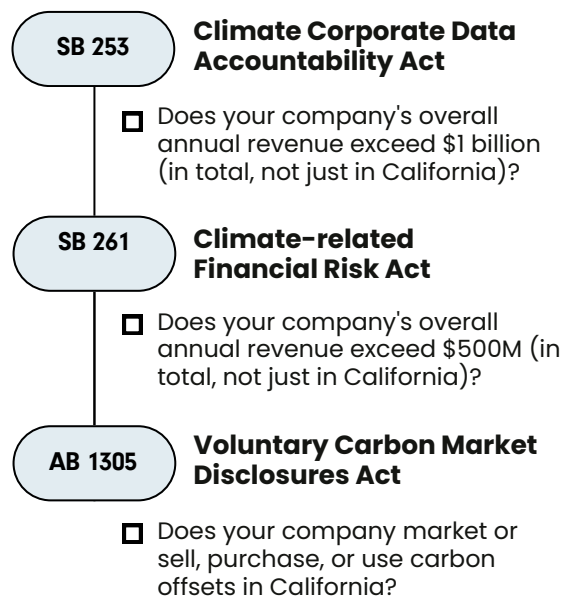 SB 253
Climate Corporate Data
Accountability Act
Does your company's overall
annual revenue exceed $1 billion
(in total, not just in California)?
SB 261
Climate-related
Financial Risk Act
Does your company's overall
annual revenue exceed $500M (in
total, not just in California)?
AB 1305
Voluntary Carbon Market
Disclosures Act
Does your company market or
sell, purchase, or use carbon
offsets in California?